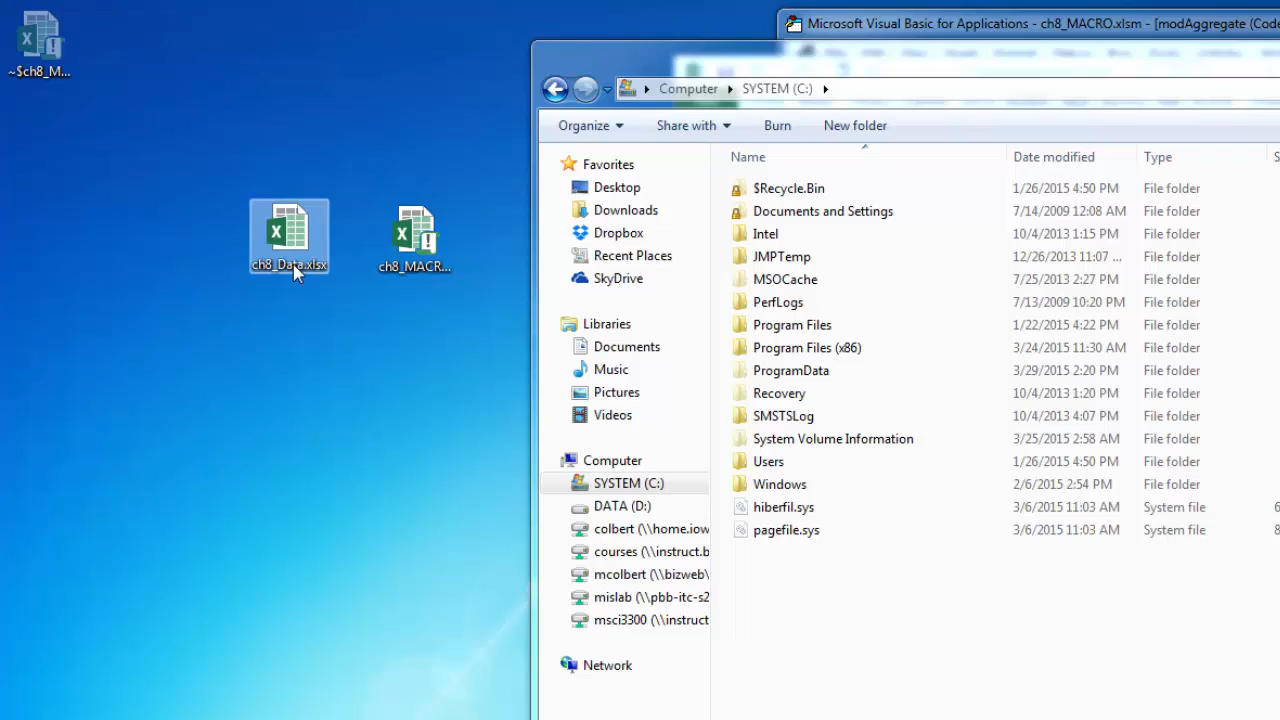 ~$ch8_M...
Microsoft Visual Basic for Applications - ch8_MACRO.xlsm - [modAggregate (Code
Computer SYSTEM (C:)
Organize Share with Burn New folder
Name Date modified Type S
Favorites
Desktop
Downloads
Dropbox
Recent Places
SkyDrive
Libraries
Documents
Music
Pictures
Videos
Computer
SYSTEM (C:)
DATA (D:)
colbert (\\home.iow
courses (\\instruct.b
mcolbert (\\bizweb\
mislab (\\pbb-itc-s2
msci3300 (\\instruct
Network
$Recycle.Bin 1/26/2015 4:50 PM File folder
Documents and Settings 7/14/2009 12:08 AM File folder
Intel 10/4/2013 1:15 PM File folder
JMPTemp 12/26/2013 11:07 ... File folder
MSOCache 7/25/2013 2:27 PM File folder
PerfLogs 7/13/2009 10:20 PM File folder
Program Files 1/22/2015 4:22 PM File folder
Program Files (x86) 3/24/2015 11:30 AM File folder
ProgramData 3/29/2015 2:20 PM File folder
Recovery 10/4/2013 1:20 PM File folder
SMSTSLog 10/4/2013 4:07 PM File folder
System Volume Information 3/25/2015 2:58 AM File folder
Users 1/26/2015 4:50 PM File folder
Windows 2/6/2015 2:54 PM File folder
hiberfil.sys 3/6/2015 11:03 AM System file 6
pagefile.sys 3/6/2015 11:03 AM System file 8
ch8_Data.xlsx
ch8_MACR...